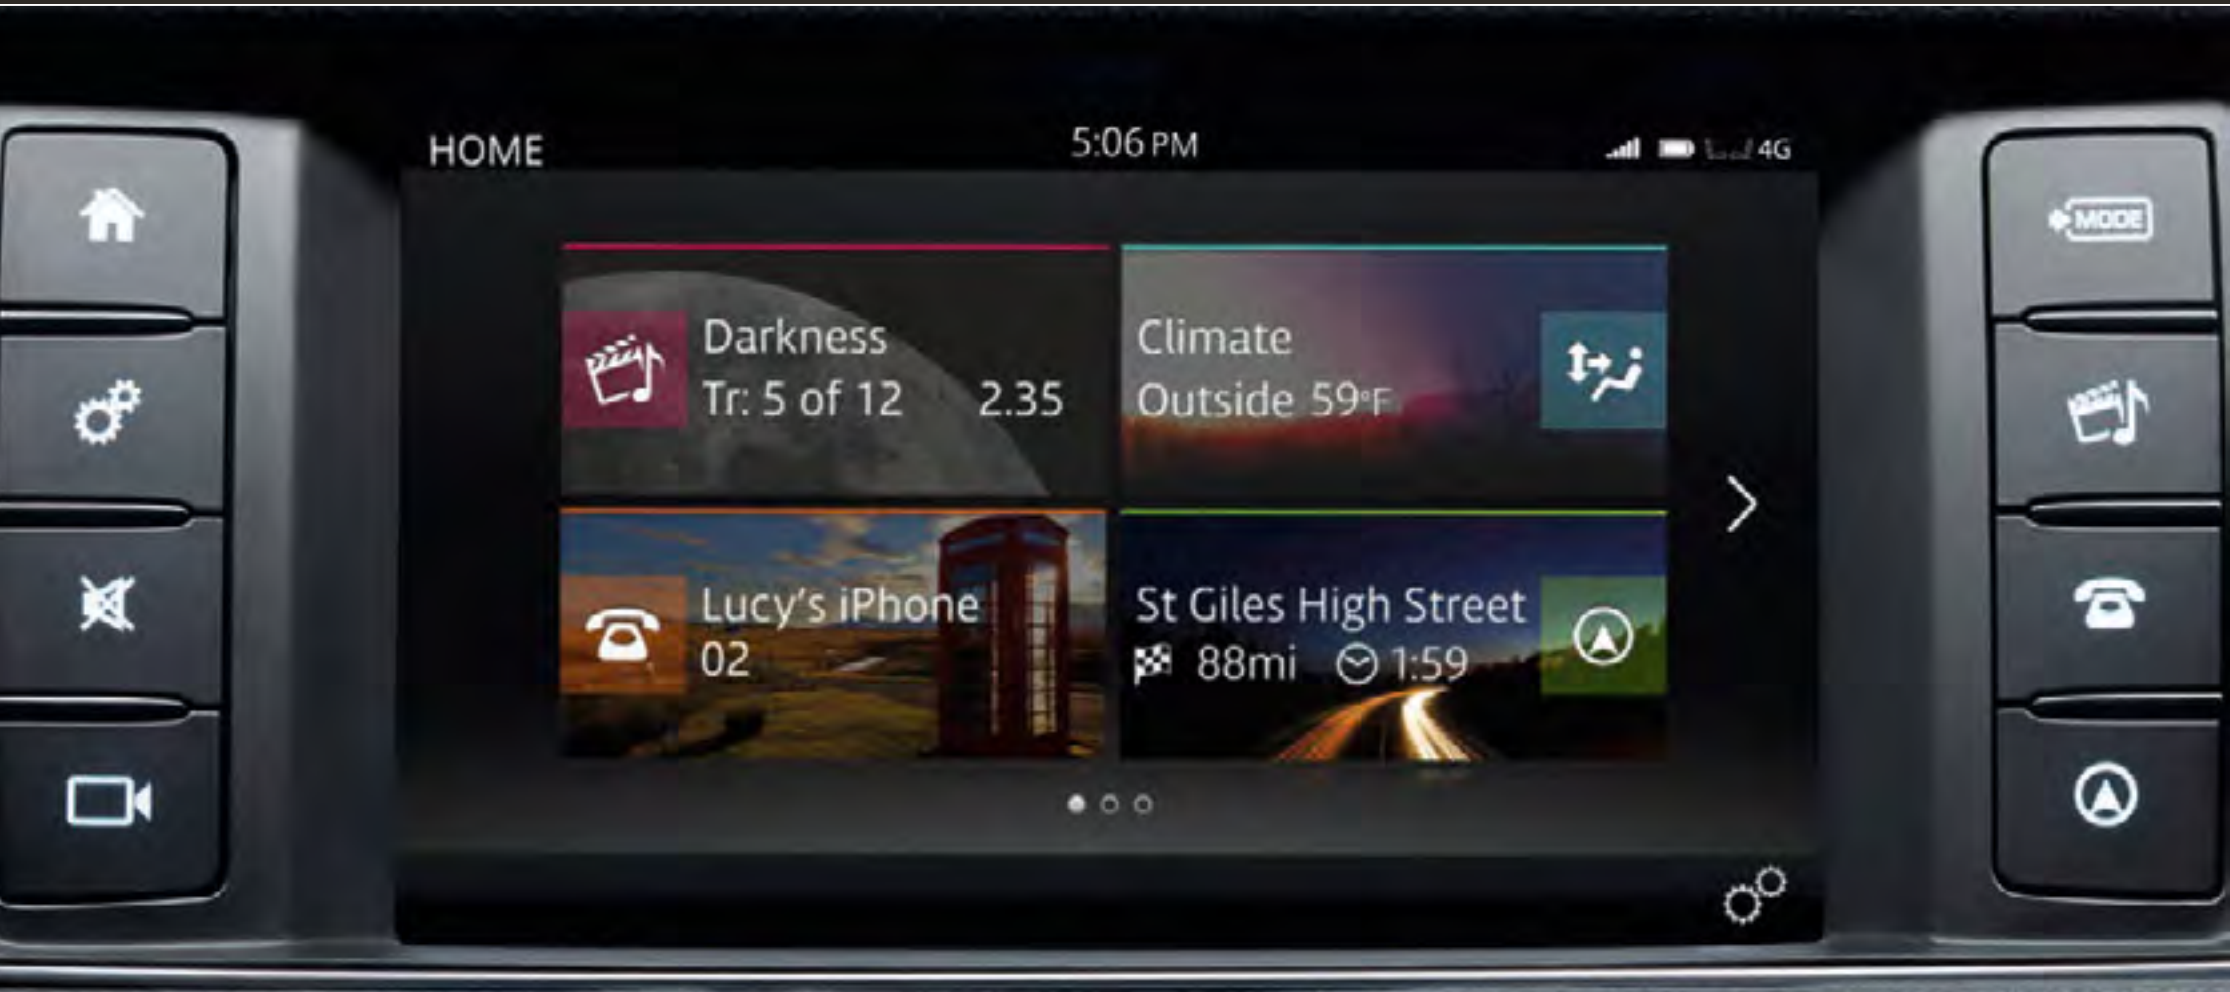 HOME
5:06 PM
4G
MODE
Darkness
Tr: 5 of 12 2.35
Climate
Outside 59°F
Lucy's iPhone
02
St Giles High Street
88mi 1:59